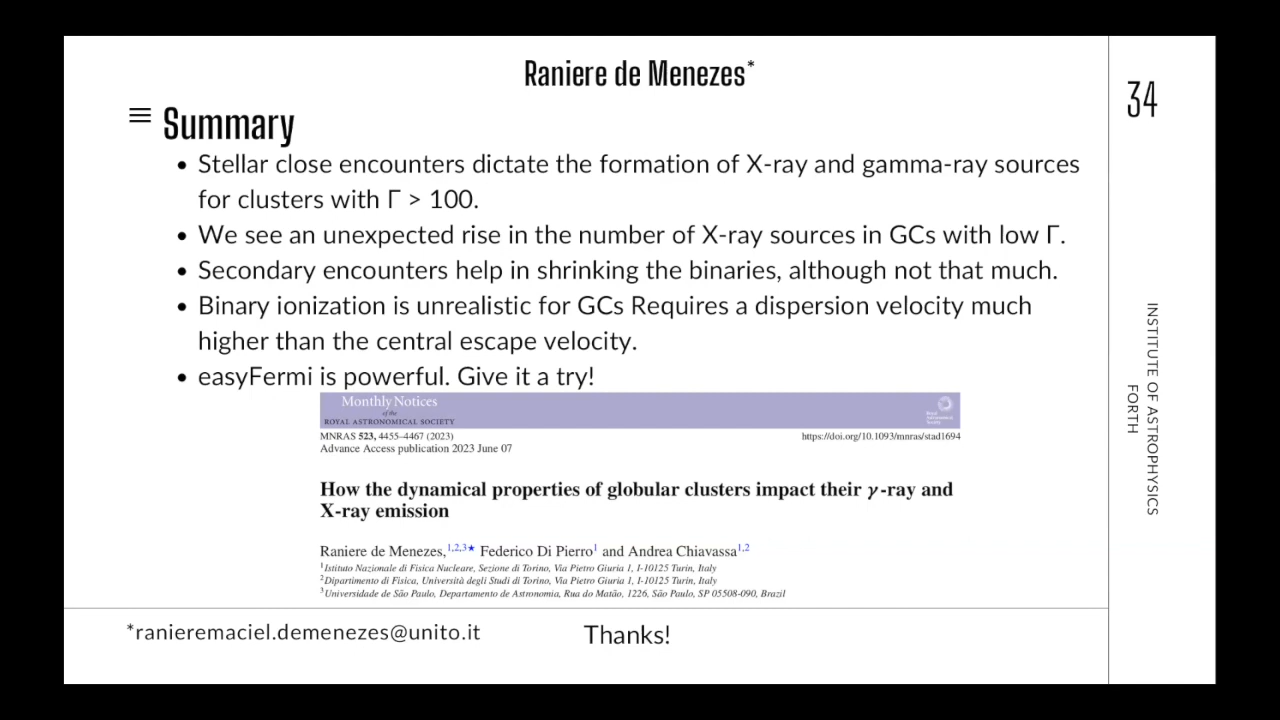 Raniere de Menezes*
34
Summary
• Stellar close encounters dictate the formation of X-ray and gamma-ray sources
for clusters with Γ > 100.
• We see an unexpected rise in the number of X-ray sources in GCs with low Γ.
• Secondary encounters help in shrinking the binaries, although not that much.
• Binary ionization is unrealistic for GCs Requires a dispersion velocity much
higher than the central escape velocity.
• easyFermi is powerful. Give it a try!
Monthly Notices
of the
ROYAL ASTRONOMICAL SOCIETY
Royal
Astronomical
Society
MNRAS 523, 4455–4467 (2023)
https://doi.org/10.1093/mnras/stad1694
Advance Access publication 2023 June 07
How the dynamical properties of globular clusters impact their γ-ray and
X-ray emission
Raniere de Menezes,1,2,3★ Federico Di Pierro1 and Andrea Chiavassa1,2
1Istituto Nazionale di Fisica Nucleare, Sezione di Torino, Via Pietro Giuria 1, I-10125 Turin, Italy
2Dipartimento di Fisica, Università degli Studi di Torino, Via Pietro Giuria 1, I-10125 Turin, Italy
3Universidade de São Paulo, Departamento de Astronomia, Rua do Matão, 1226, São Paulo, SP 05508-090, Brazil
INSTITUTE OF ASTROPHYSICS
FORTH
*ranieremaciel.demenezes@unito.it
Thanks!